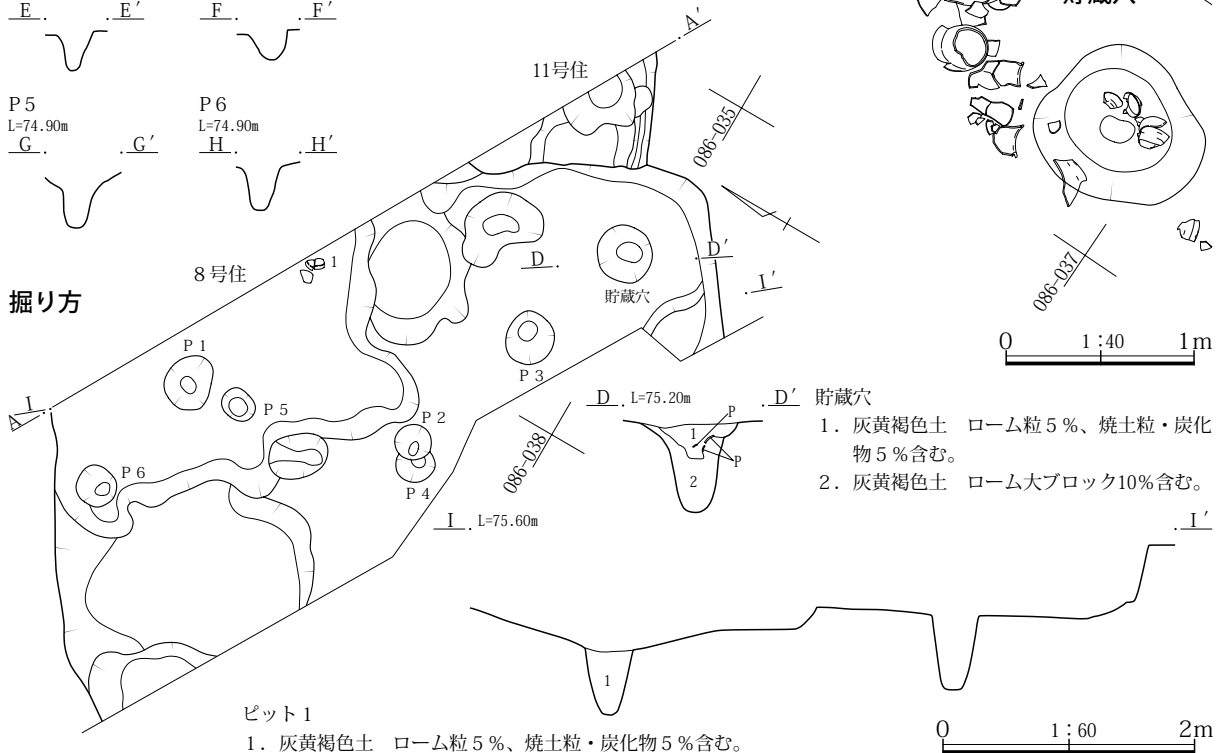 E E′ F F′
貯蔵穴
A′
11号住
P5 P6
L=74.90m L=74.90m
G G′ H H′
086-035
D D′
I′
8号住 1
貯蔵穴
086-037
掘り方
0 1:40 1m
P1
P3
I
A
P5
P2
D L=75.20m D′
P
1
P
2
貯蔵穴
1．灰黄褐色土 ローム粒5％、焼土粒・炭化
物5％含む。
2．灰黄褐色土 ローム大ブロック10％含む。
086-038
P6
P4
I L=75.60m I′
1
ピット1
1．灰黄褐色土 ローム粒5％、焼土粒・炭化物5％含む。
0 1:60 2m